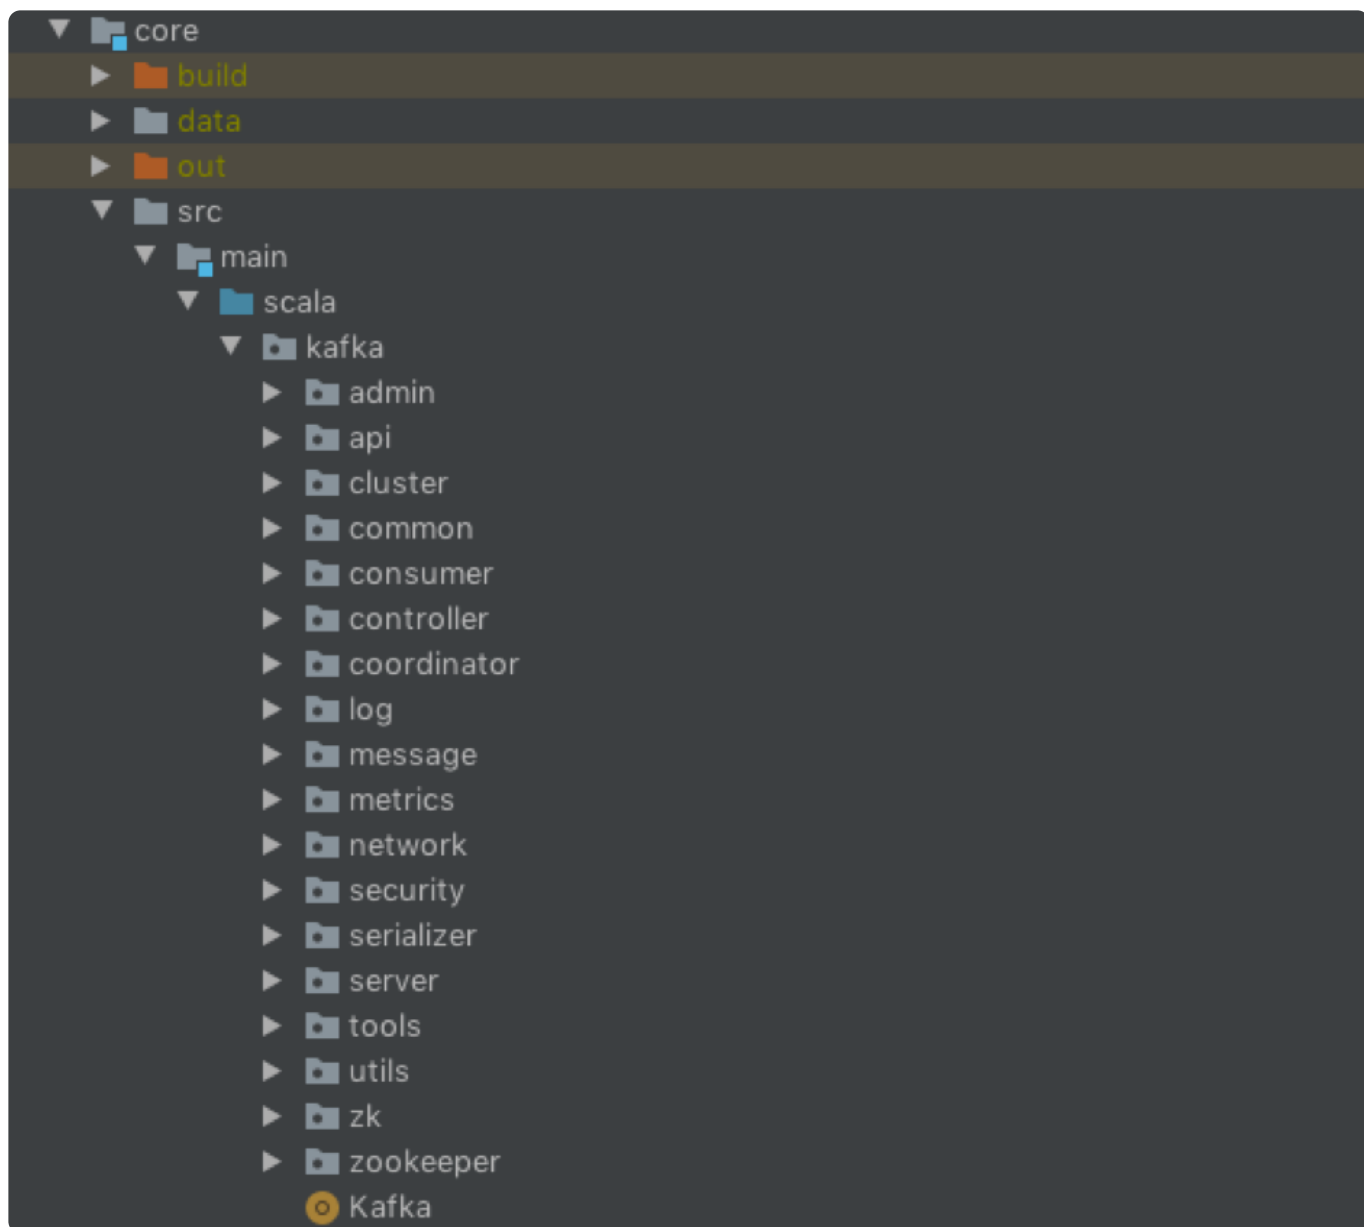 core
build
data
out
src
main
scala
kafka
admin
api
cluster
common
consumer
controller
coordinator
log
message
metrics
network
security
serializer
server
tools
utils
zk
zookeeper
Kafka